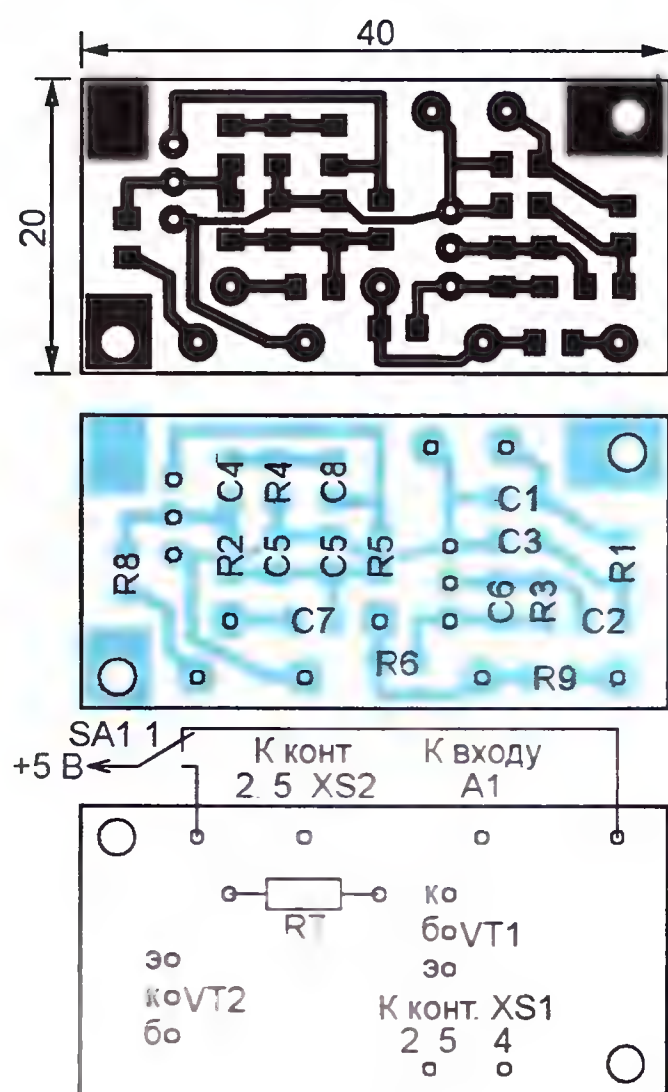 40
20
C4 R4 C8 C1
R8 R2 C5 C5 R5 C3 R1
C7 C6 R3 C2
R6 R9
SA1 1
+5 В
К конт
2. 5 XS2
К входу
A1
RT
к
б VT1
э
э
к VT2
б
К конт. XS1
2 5 4